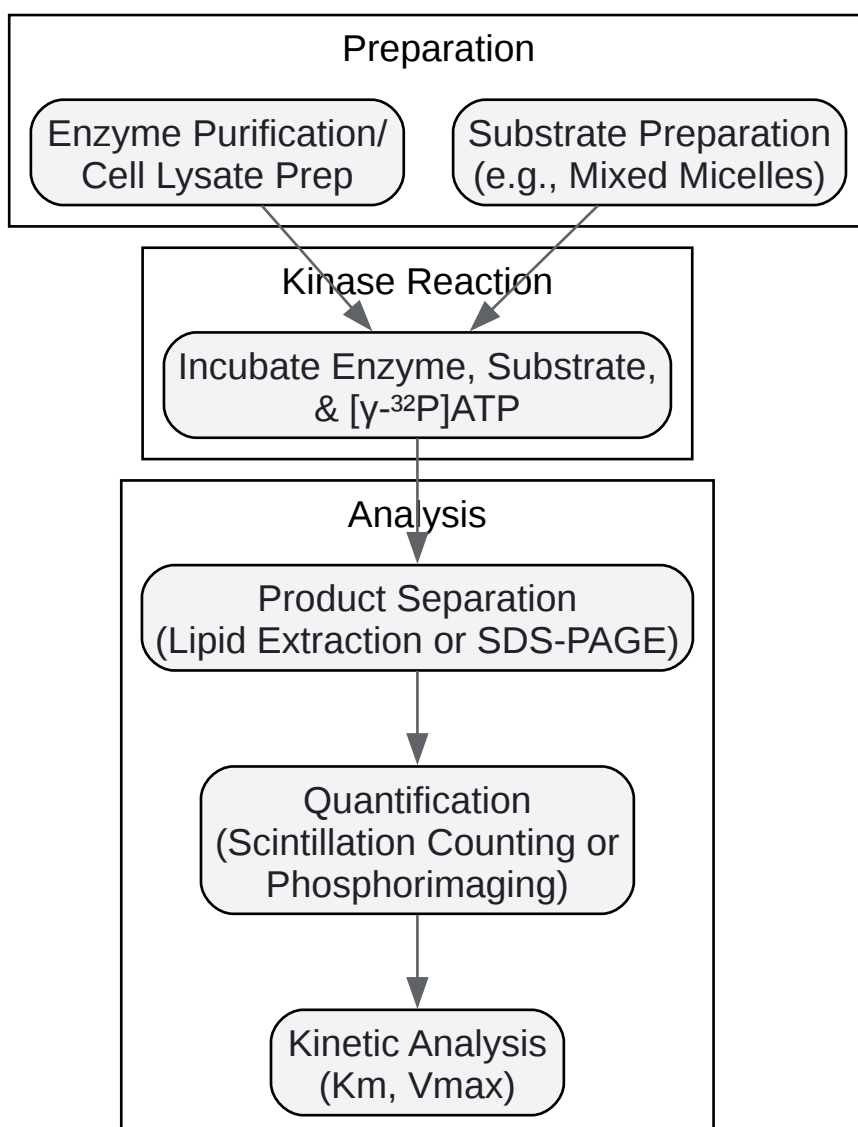 Preparation
Enzyme Purification/
Cell Lysate Prep
Substrate Preparation
(e.g., Mixed Micelles)
Kinase Reaction
Incubate Enzyme, Substrate,
& [γ-³²P]ATP
Analysis
Product Separation
(Lipid Extraction or SDS-PAGE)
Quantification
(Scintillation Counting or
Phosphorimaging)
Kinetic Analysis
(Km, Vmax)